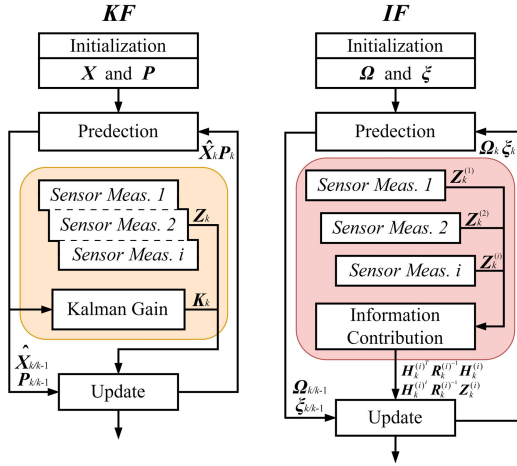 KF
Initialization
X and P
Predection
X̂ₖPₖ
Sensor Meas. 1
Sensor Meas. 2
Zₖ
Sensor Meas. i
Kalman Gain
Kₖ
X̂k/k-1
Pk/k-1
Update
IF
Initialization
Ω and ξ
Predection
Ωₖ ξₖ
Sensor Meas. 1
Zₖ⁽¹⁾
Sensor Meas. 2
Zₖ⁽²⁾
Sensor Meas. i
Zₖ⁽ⁱ⁾
Information
Contribution
Hₖ⁽ⁱ⁾ᵀ Rₖ⁽ⁱ⁾⁻¹ Hₖ⁽ⁱ⁾
Hₖ⁽ⁱ⁾ᴵ Rₖ⁽ⁱ⁾⁻¹ Zₖ⁽ⁱ⁾
Ωk/k-1
ξk/k-1
Update